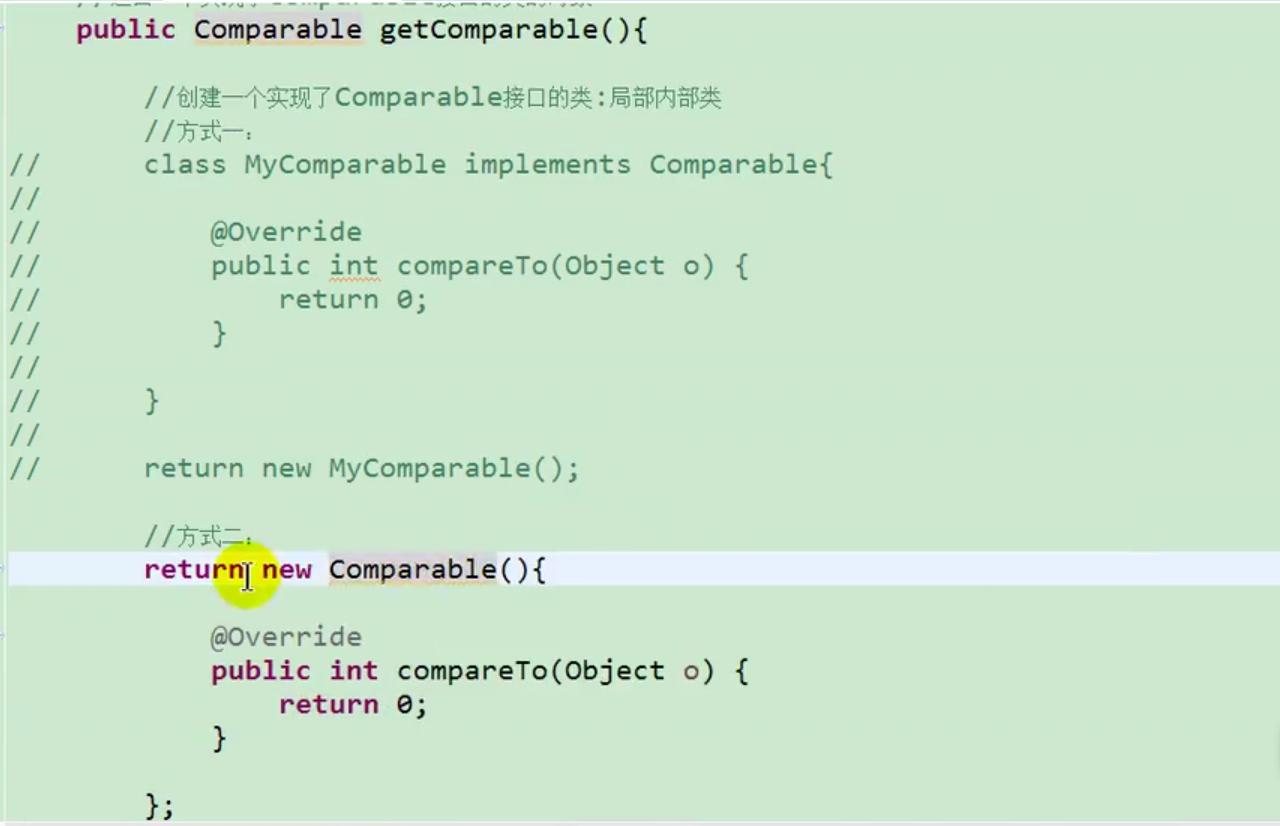 public Comparable getComparable(){
//创建一个实现了Comparable接口的类:局部内部类
//方式一:
// class MyComparable implements Comparable{
//
// @Override
// public int compareTo(Object o) {
// return 0;
// }
//
// }
//
// return new MyComparable();
//方式二:
return new Comparable(){
@Override
public int compareTo(Object o) {
return 0;
}
};